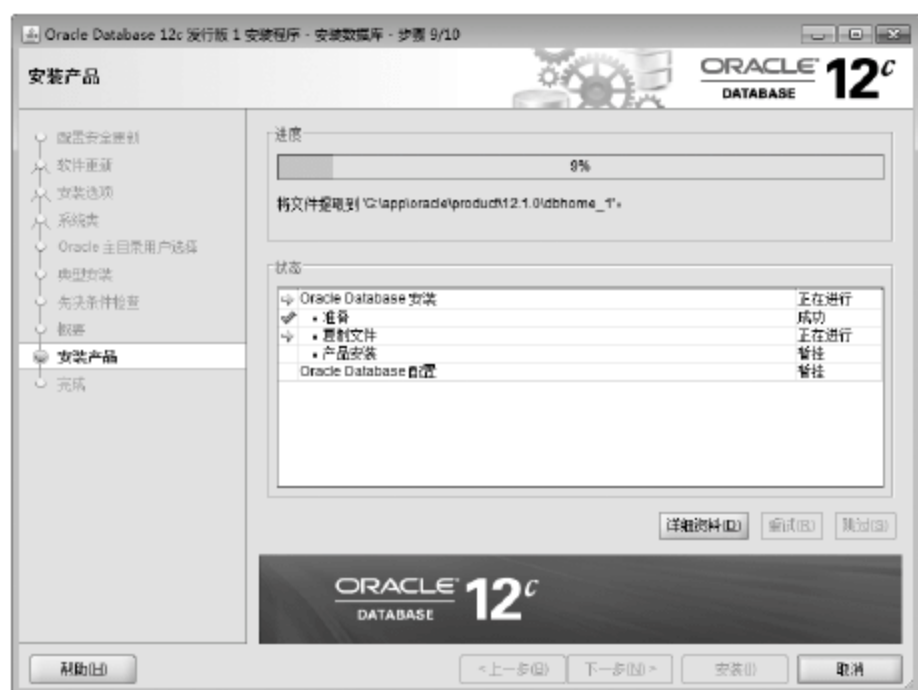 Oracle Database 12c 发行版 1 安装程序 - 安装数据库 - 步骤 9/10
安装产品
ORACLE
DATABASE
12c
配置安全更新
软件更新
安装选项
系统类
Oracle 主目录用户选择
典型安装
先决条件检查
概要
安装产品
完成
进度
9%
将文件提取到 'C:\app\oracle\product\12.1.0\dbhome_1'。
状态
Oracle Database 安装 正在进行
• 准备 成功
• 复制文件 正在进行
• 产品安装 暂挂
Oracle Database 配置 暂挂
详细资料(D) 重试(R) 跳过(S)
ORACLE
DATABASE
12c
帮助(H) <上一步(B) 下一步(N)> 安装(I) 取消